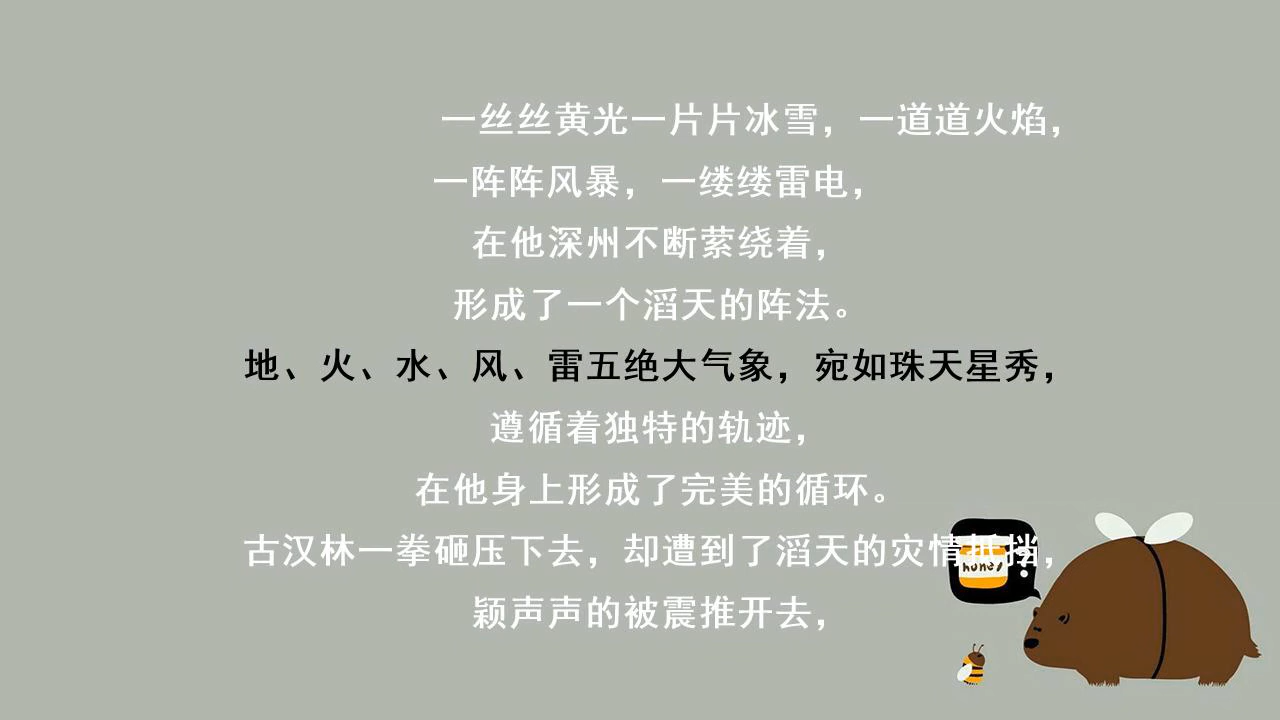 一丝丝黄光一片片冰雪，一道道火焰，
一阵阵风暴，一缕缕雷电，
在他深州不断萦绕着，
形成了一个滔天的阵法。
地、火、水、风、雷五绝大气象，宛如珠天星秀，
遵循着独特的轨迹，
在他身上形成了完美的循环。
古汉林一拳砸压下去，却遭到了滔天的灾情抵挡，
颖声声的被震推开去，
honey